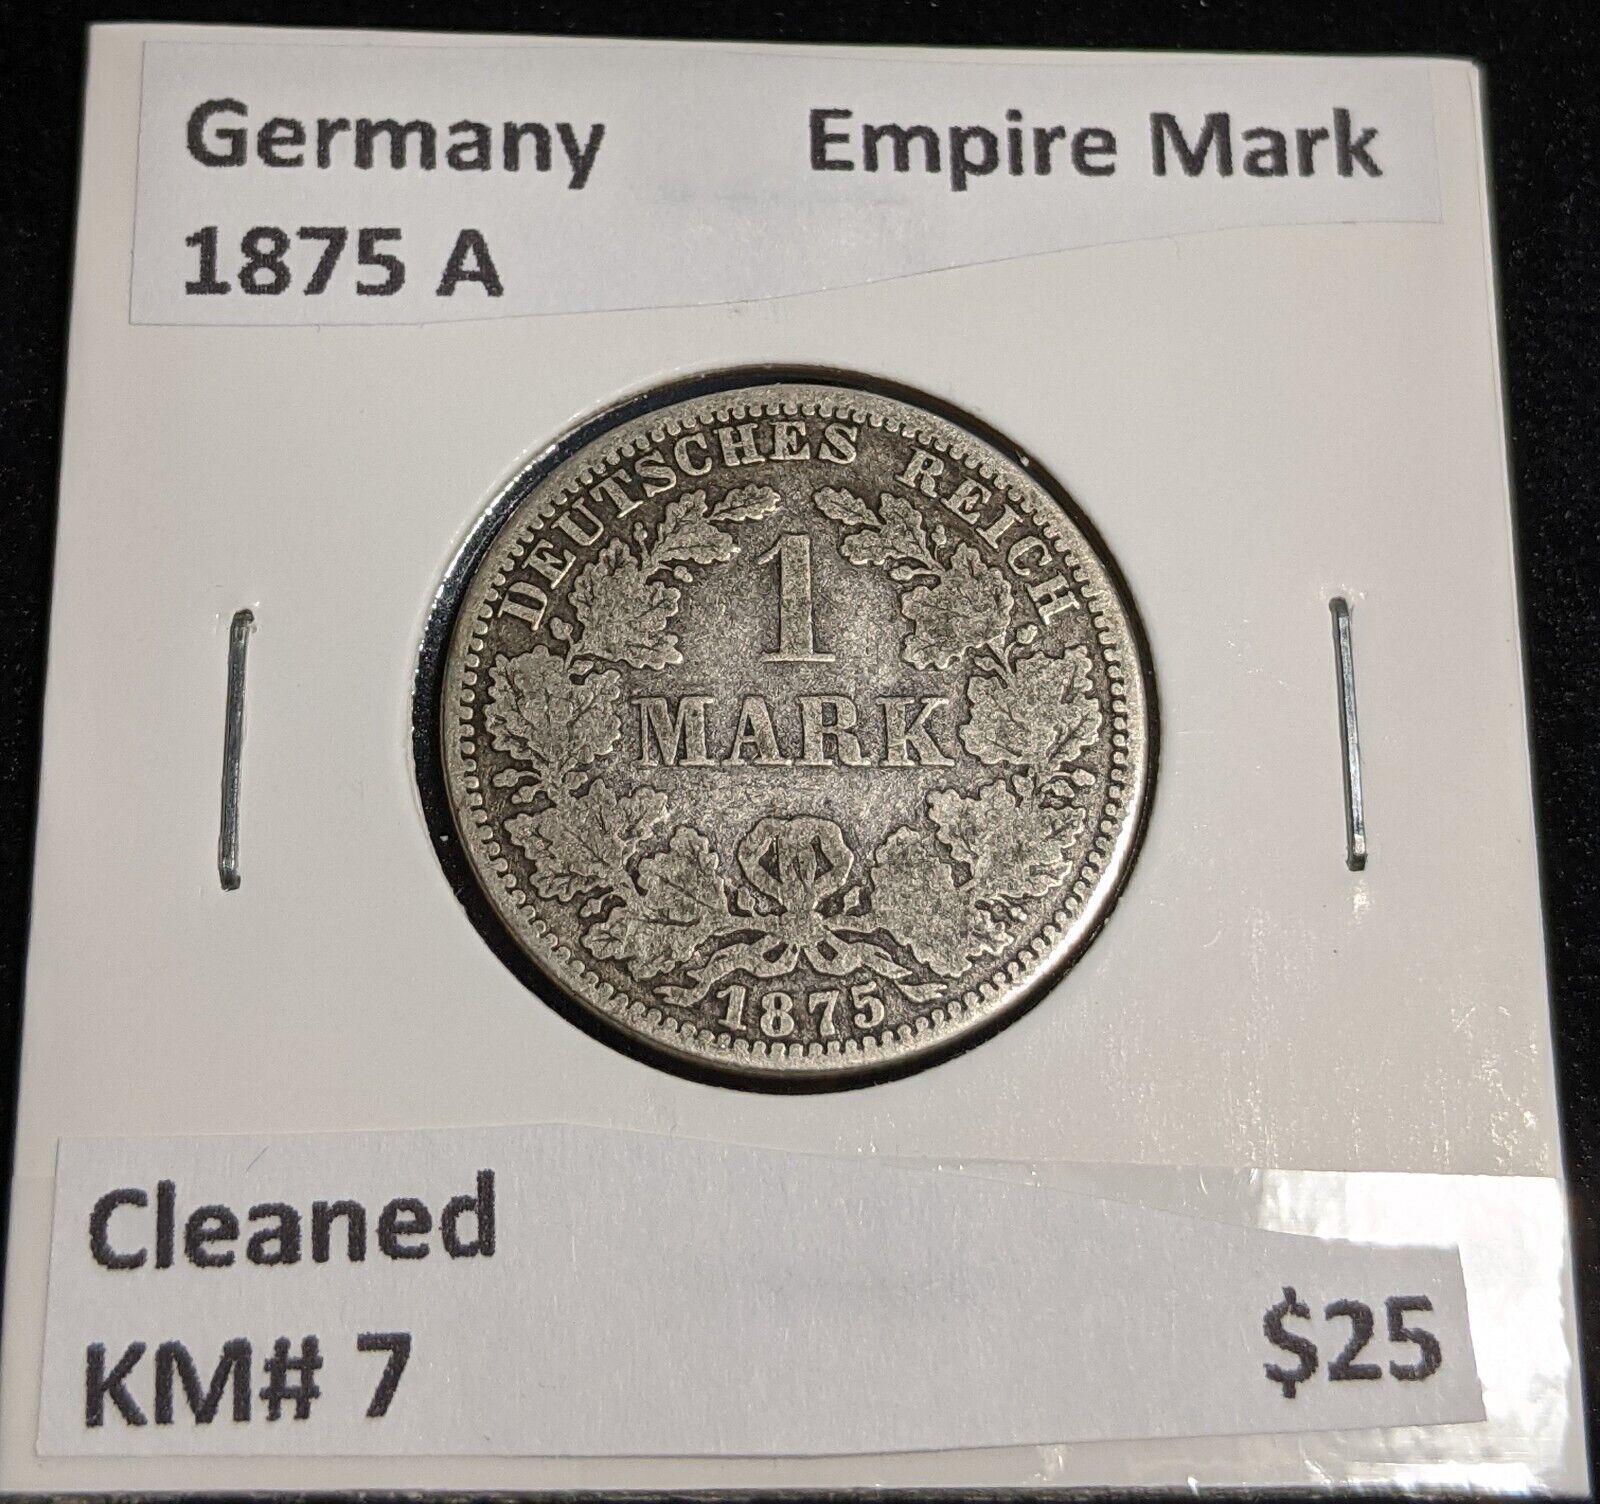 Germany Empire Mark
1875 A
DEUTSCHES REICH
1
MARK
1875
Cleaned
KM# 7 $25